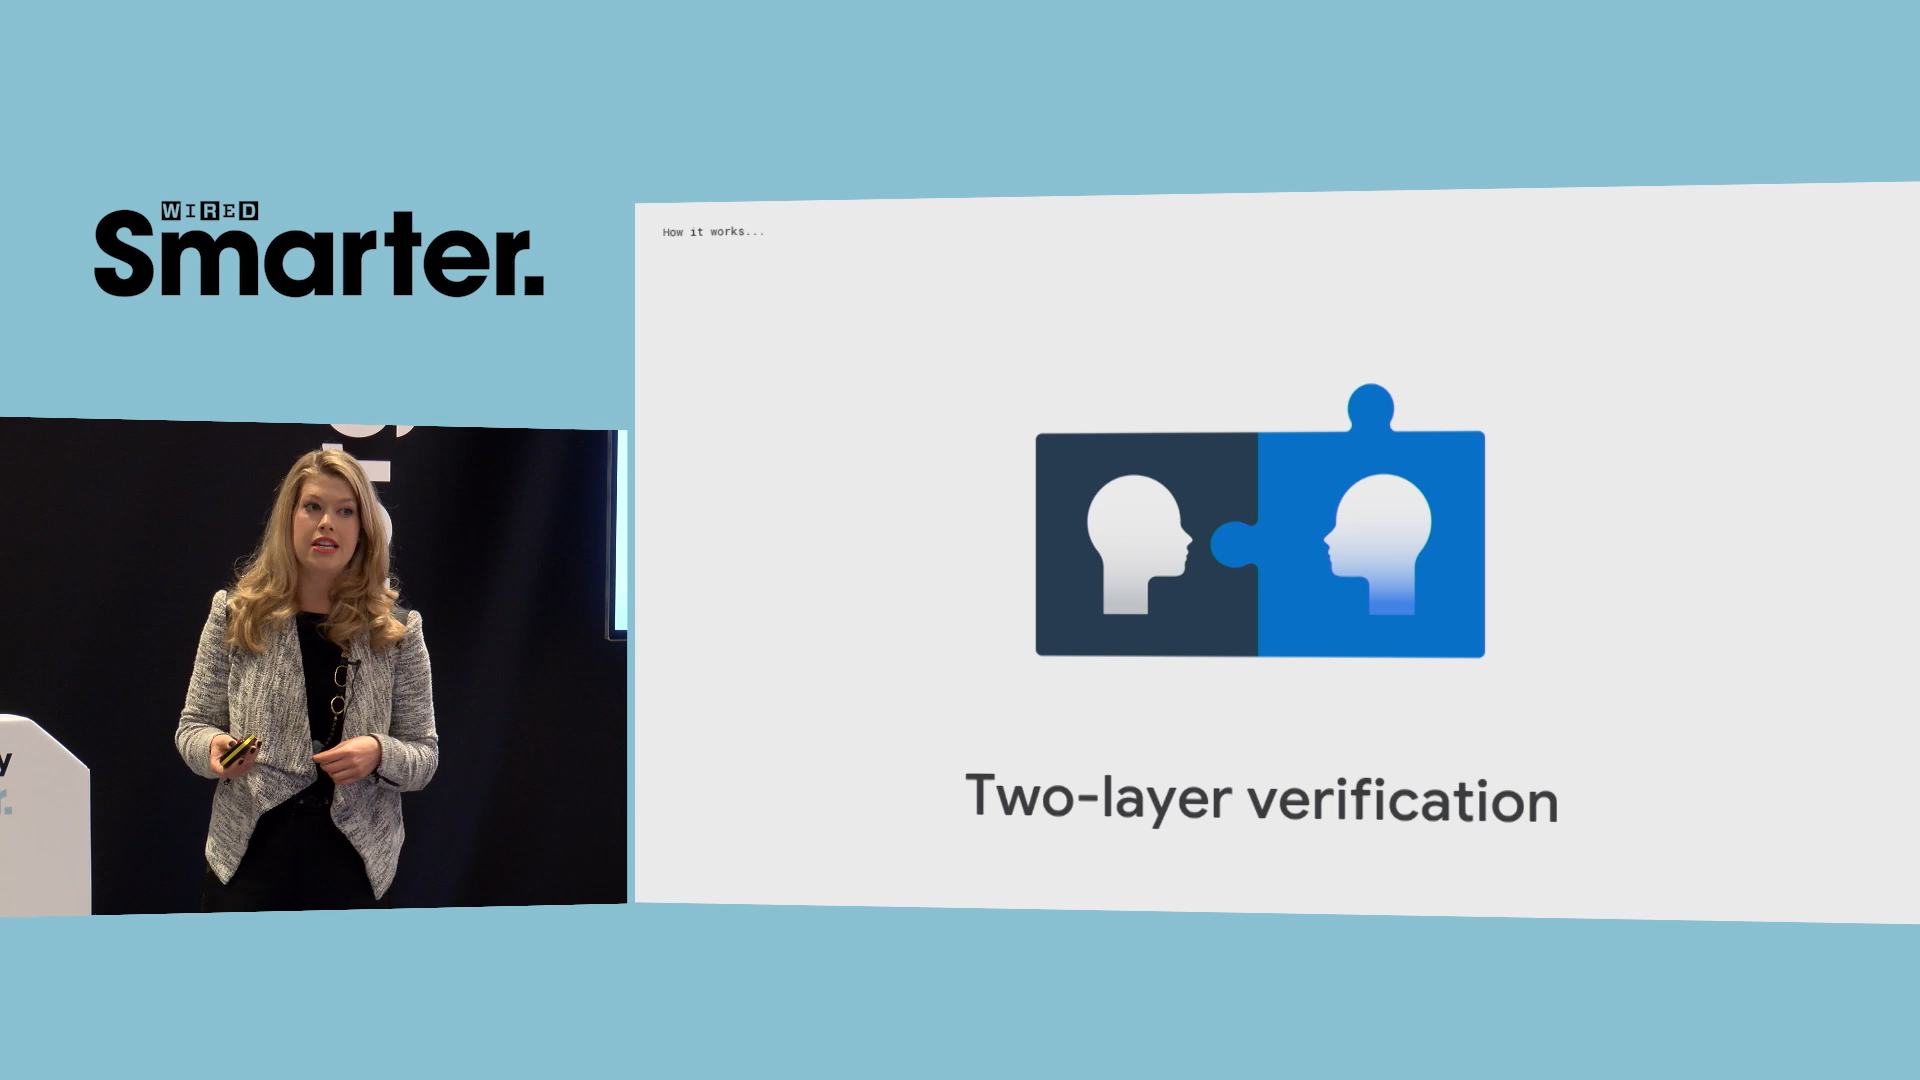 WIRED
Smarter.
How it works...
Two-layer verification
y
r.